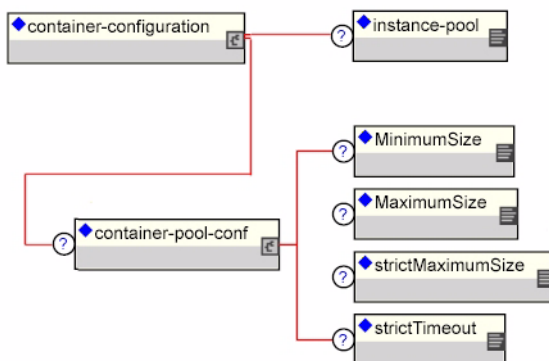 container-configuration
? instance-pool
? MinimumSize
? MaximumSize
? container-pool-conf
? strictMaximumSize
? strictTimeout